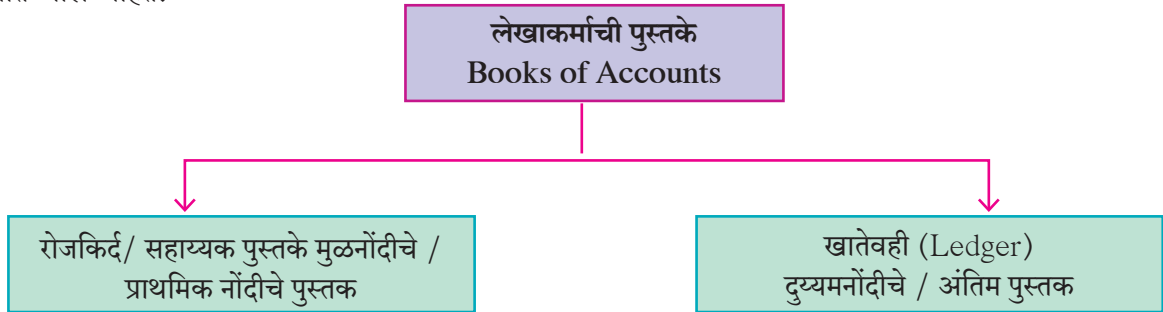 लेखाकर्माची पुस्तके
Books of Accounts
रोजकिर्द/ सहाय्यक पुस्तके मुळनोंदीचे /
प्राथमिक नोंदीचे पुस्तक
खातेवही (Ledger)
दुय्यमनोंदीचे / अंतिम पुस्तक